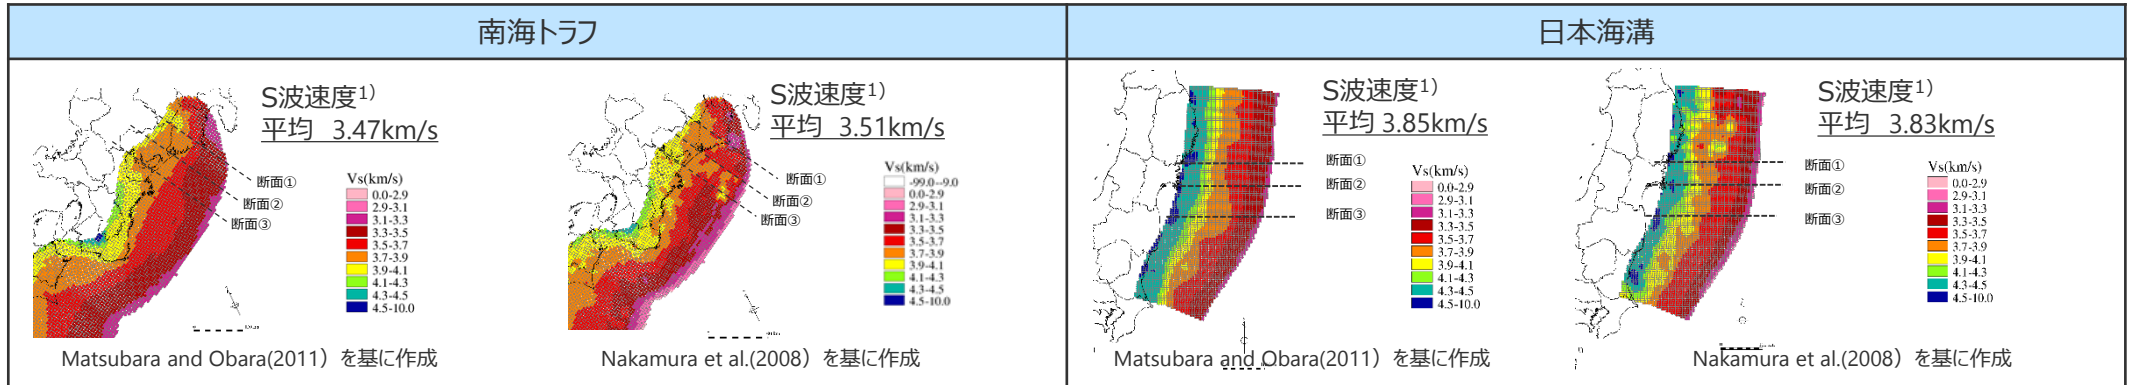 南海トラフ
日本海溝
S波速度1)
平均 3.47km/s
断面①
断面②
断面③
Vs(km/s)
0.0-2.9
2.9-3.1
3.1-3.3
3.3-3.5
3.5-3.7
3.7-3.9
3.9-4.1
4.1-4.3
4.3-4.5
4.5-10.0
Matsubara and Obara(2011）を基に作成
S波速度1)
平均 3.51km/s
断面①
断面②
断面③
Vs(km/s)
-99.0--9.0
0.0-2.9
2.9-3.1
3.1-3.3
3.3-3.5
3.5-3.7
3.7-3.9
3.9-4.1
4.1-4.3
4.3-4.5
4.5-10.0
Nakamura et al.(2008）を基に作成
S波速度1)
平均 3.85km/s
断面①
断面②
断面③
Vs(km/s)
0.0-2.9
2.9-3.1
3.1-3.3
3.3-3.5
3.5-3.7
3.7-3.9
3.9-4.1
4.1-4.3
4.3-4.5
4.5-10.0
Matsubara and Obara(2011）を基に作成
S波速度1)
平均 3.83km/s
断面①
断面②
断面③
Vs(km/s)
0.0-2.9
2.9-3.1
3.1-3.3
3.3-3.5
3.5-3.7
3.7-3.9
3.9-4.1
4.1-4.3
4.3-4.5
4.5-10.0
Nakamura et al.(2008）を基に作成